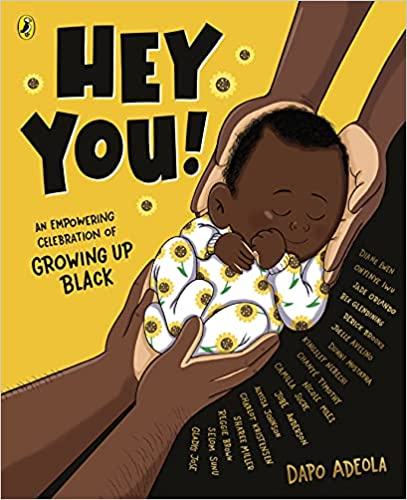 HEY
YOU!
AN EMPOWERING
CELEBRATION OF
GROWING UP
BLACK
DIANE EWEN
ONYINYE IWU
JADE ORLANDO
BEX GLENDINING
DEREK BROOKS
JOELLE AVELINO
DUNNI MUSTAPHA
KINGSLEY NEBECHI
CHANTÉ TIMOTHY
NICOLE MILES
CAMILLA SUCRE
JOBE ANDERSON
ALYISSA JOHNSON
CHARLOT KRISTENSEN
SHAREE MILLER
REGGIE BROWN
SELOM SUNU
GLADYS JOSE
DAPO ADEOLA